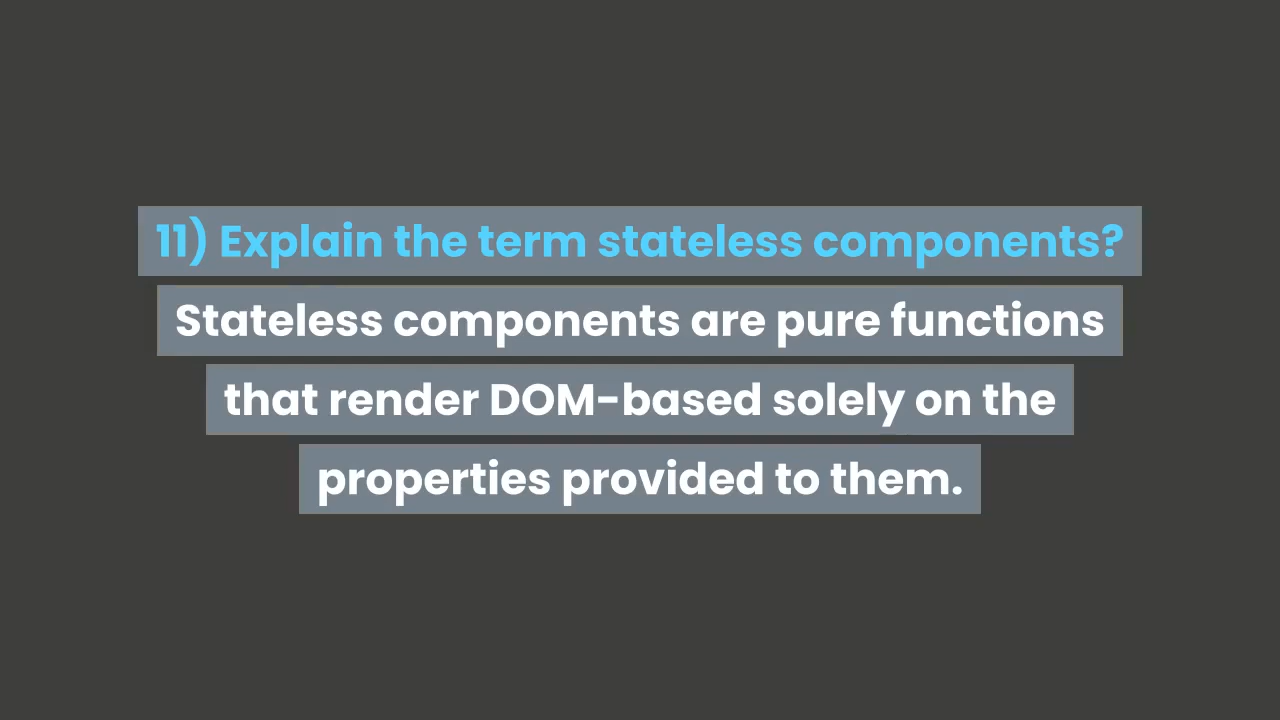 11) Explain the term stateless components?
Stateless components are pure functions
that render DOM-based solely on the
properties provided to them.